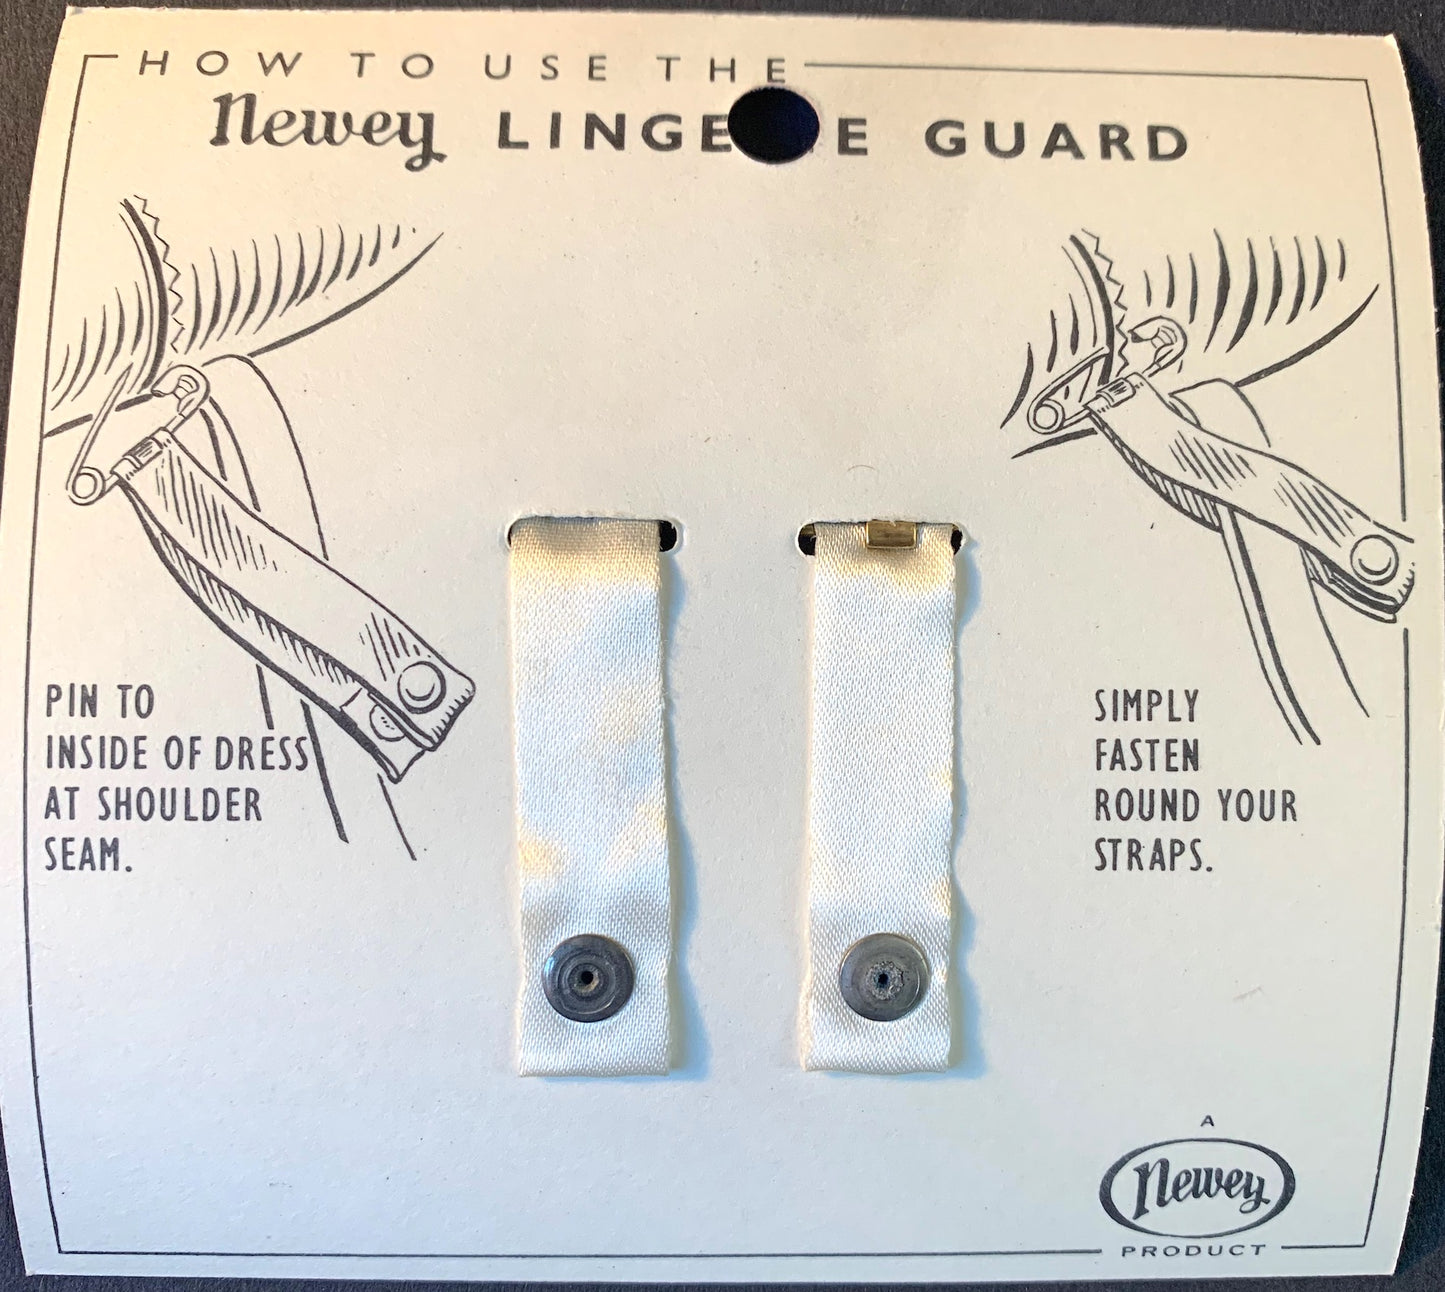 HOW TO USE THE
Newey GUARD
PIN TO
INSIDE OF DRESS
AT SHOULDER
SEAM.
SIMPLY
FASTEN
ROUND YOUR
STRAPS.
A
Newey
PRODUCT